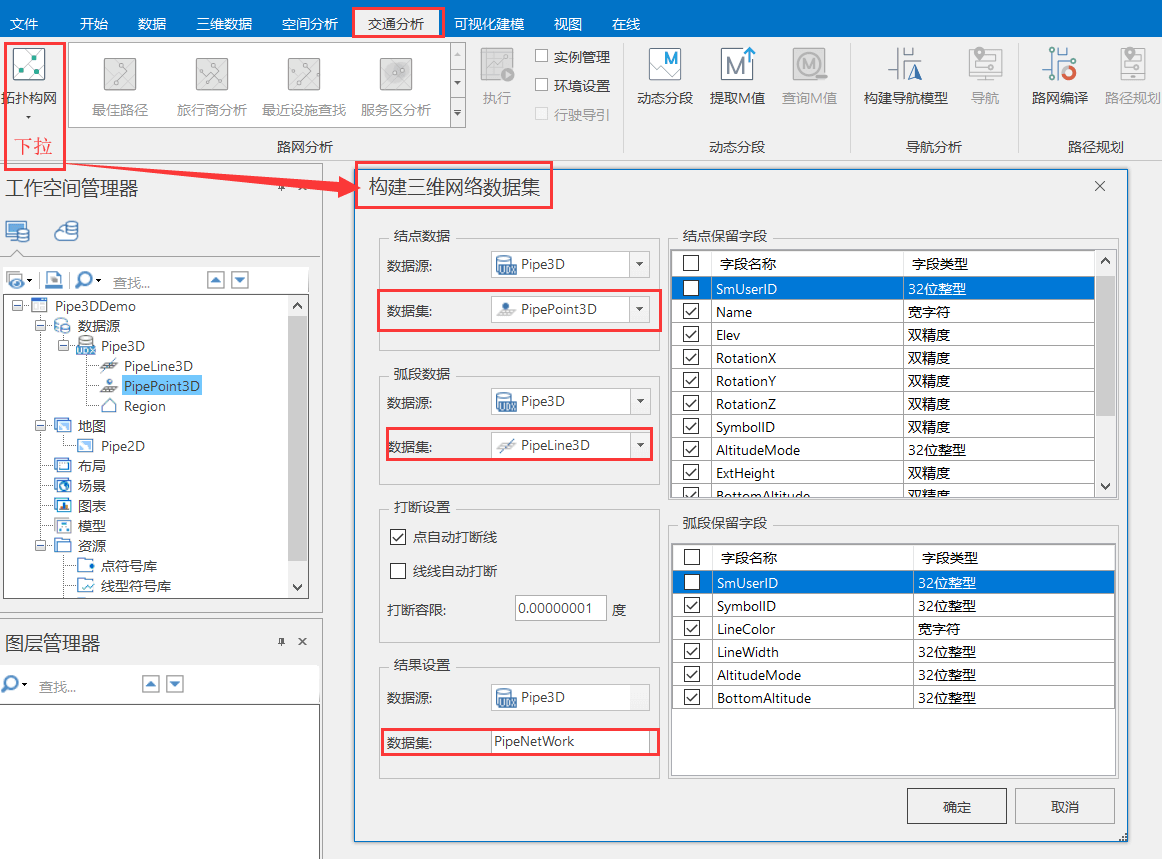 文件 开始 数据 三维数据 空间分析 交通分析 可视化建模 视图 在线
拓扑构网
下拉
最佳路径 旅行商分析 最近设施查找 服务区分析
执行
实例管理
环境设置
行驶导引
路网分析
动态分段 提取M值 查询M值
动态分段
构建导航模型 导航
导航分析
路网编译 路径规划
路径规划
工作空间管理器
查找...
Pipe3DDemo
数据源
Pipe3D
PipeLine3D
PipePoint3D
Region
地图
Pipe2D
布局
场景
图表
模型
资源
点符号库
线型符号库
图层管理器
查找...
构建三维网络数据集
结点数据
数据源: Pipe3D
数据集: PipePoint3D
弧段数据
数据源: Pipe3D
数据集: PipeLine3D
打断设置
点自动打断线
线线自动打断
打断容限: 0.00000001 度
结果设置
数据源: Pipe3D
数据集: PipeNetWork
结点保留字段
字段名称 字段类型
SmUserID 32位整型
Name 宽字符
Elev 双精度
RotationX 双精度
RotationY 双精度
RotationZ 双精度
SymbolID 双精度
AltitudeMode 32位整型
ExtHeight 双精度
BottomAltitude 双精度
弧段保留字段
字段名称 字段类型
SmUserID 32位整型
SymbolID 32位整型
LineColor 宽字符
LineWidth 32位整型
AltitudeMode 32位整型
BottomAltitude 32位整型
确定 取消